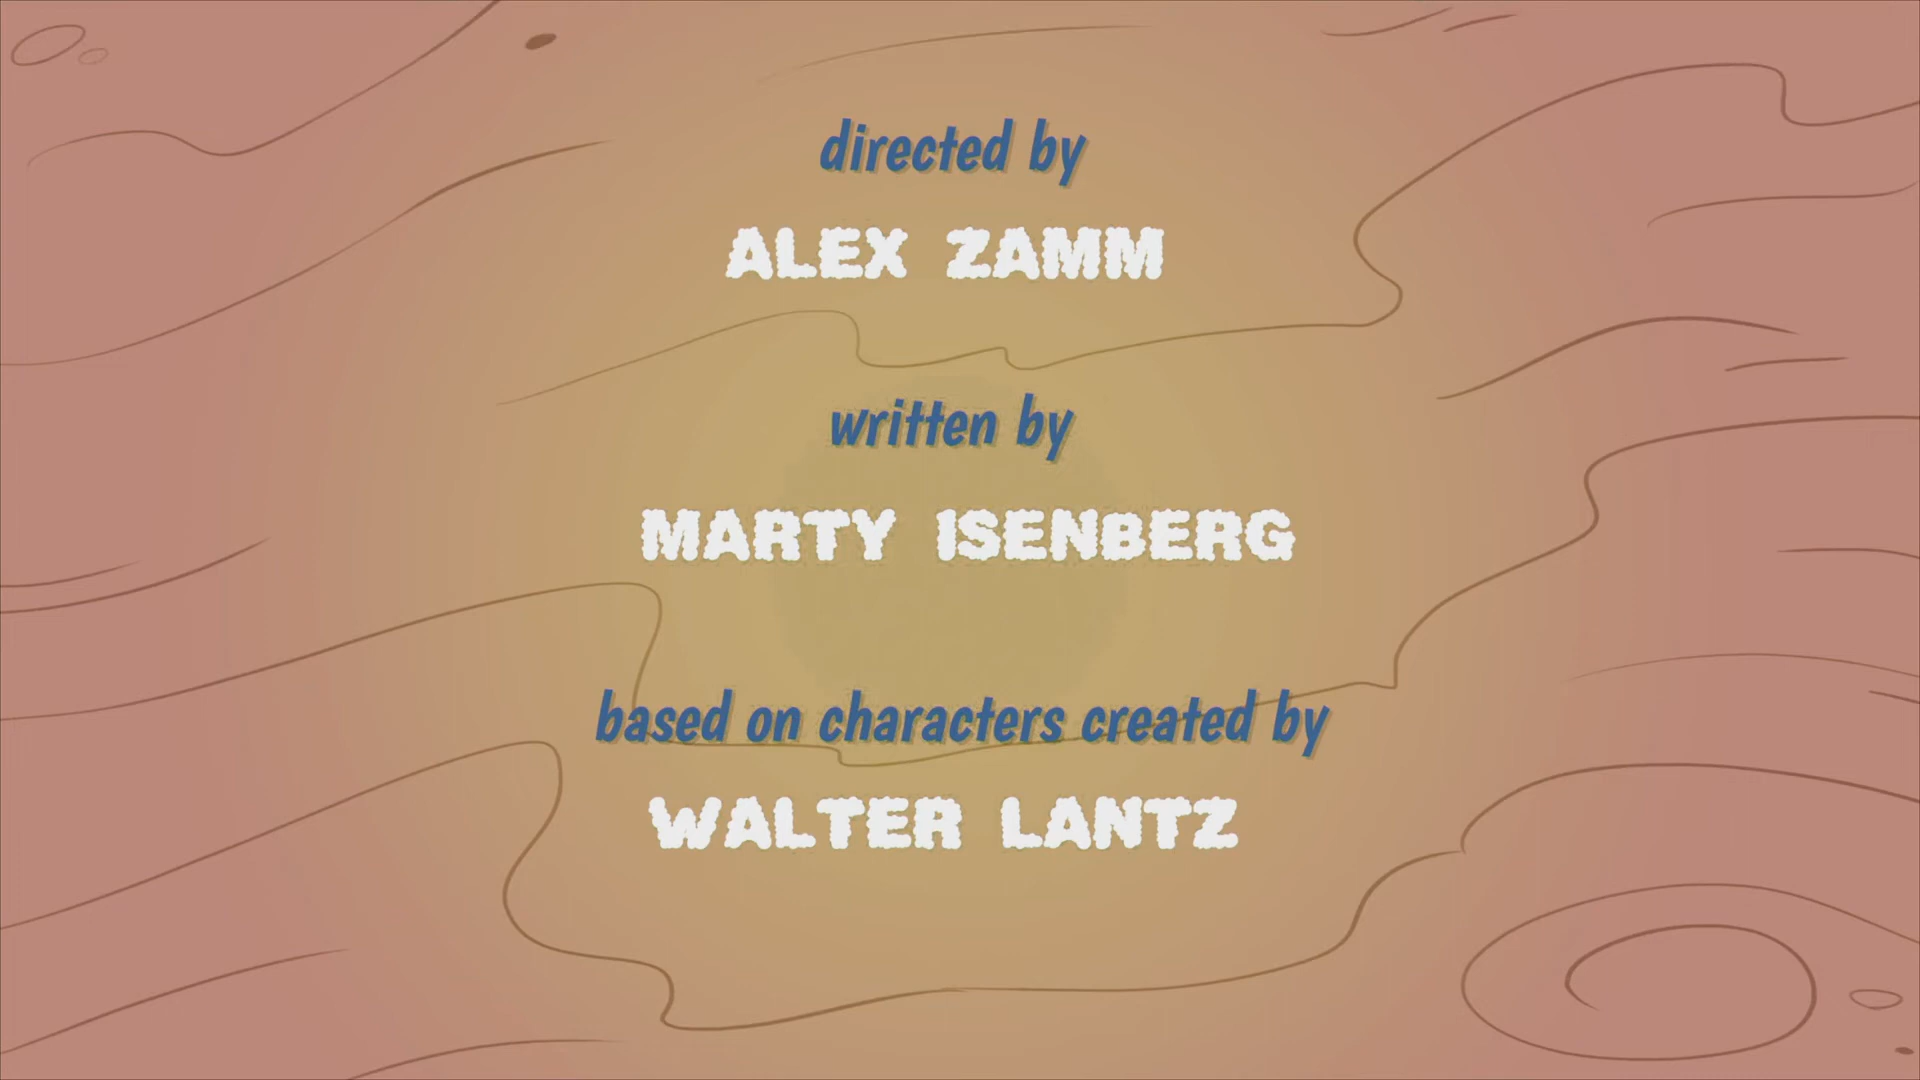 directed by
ALEX ZAMM
written by
MARTY ISENBERG
based on characters created by
WALTER LANTZ